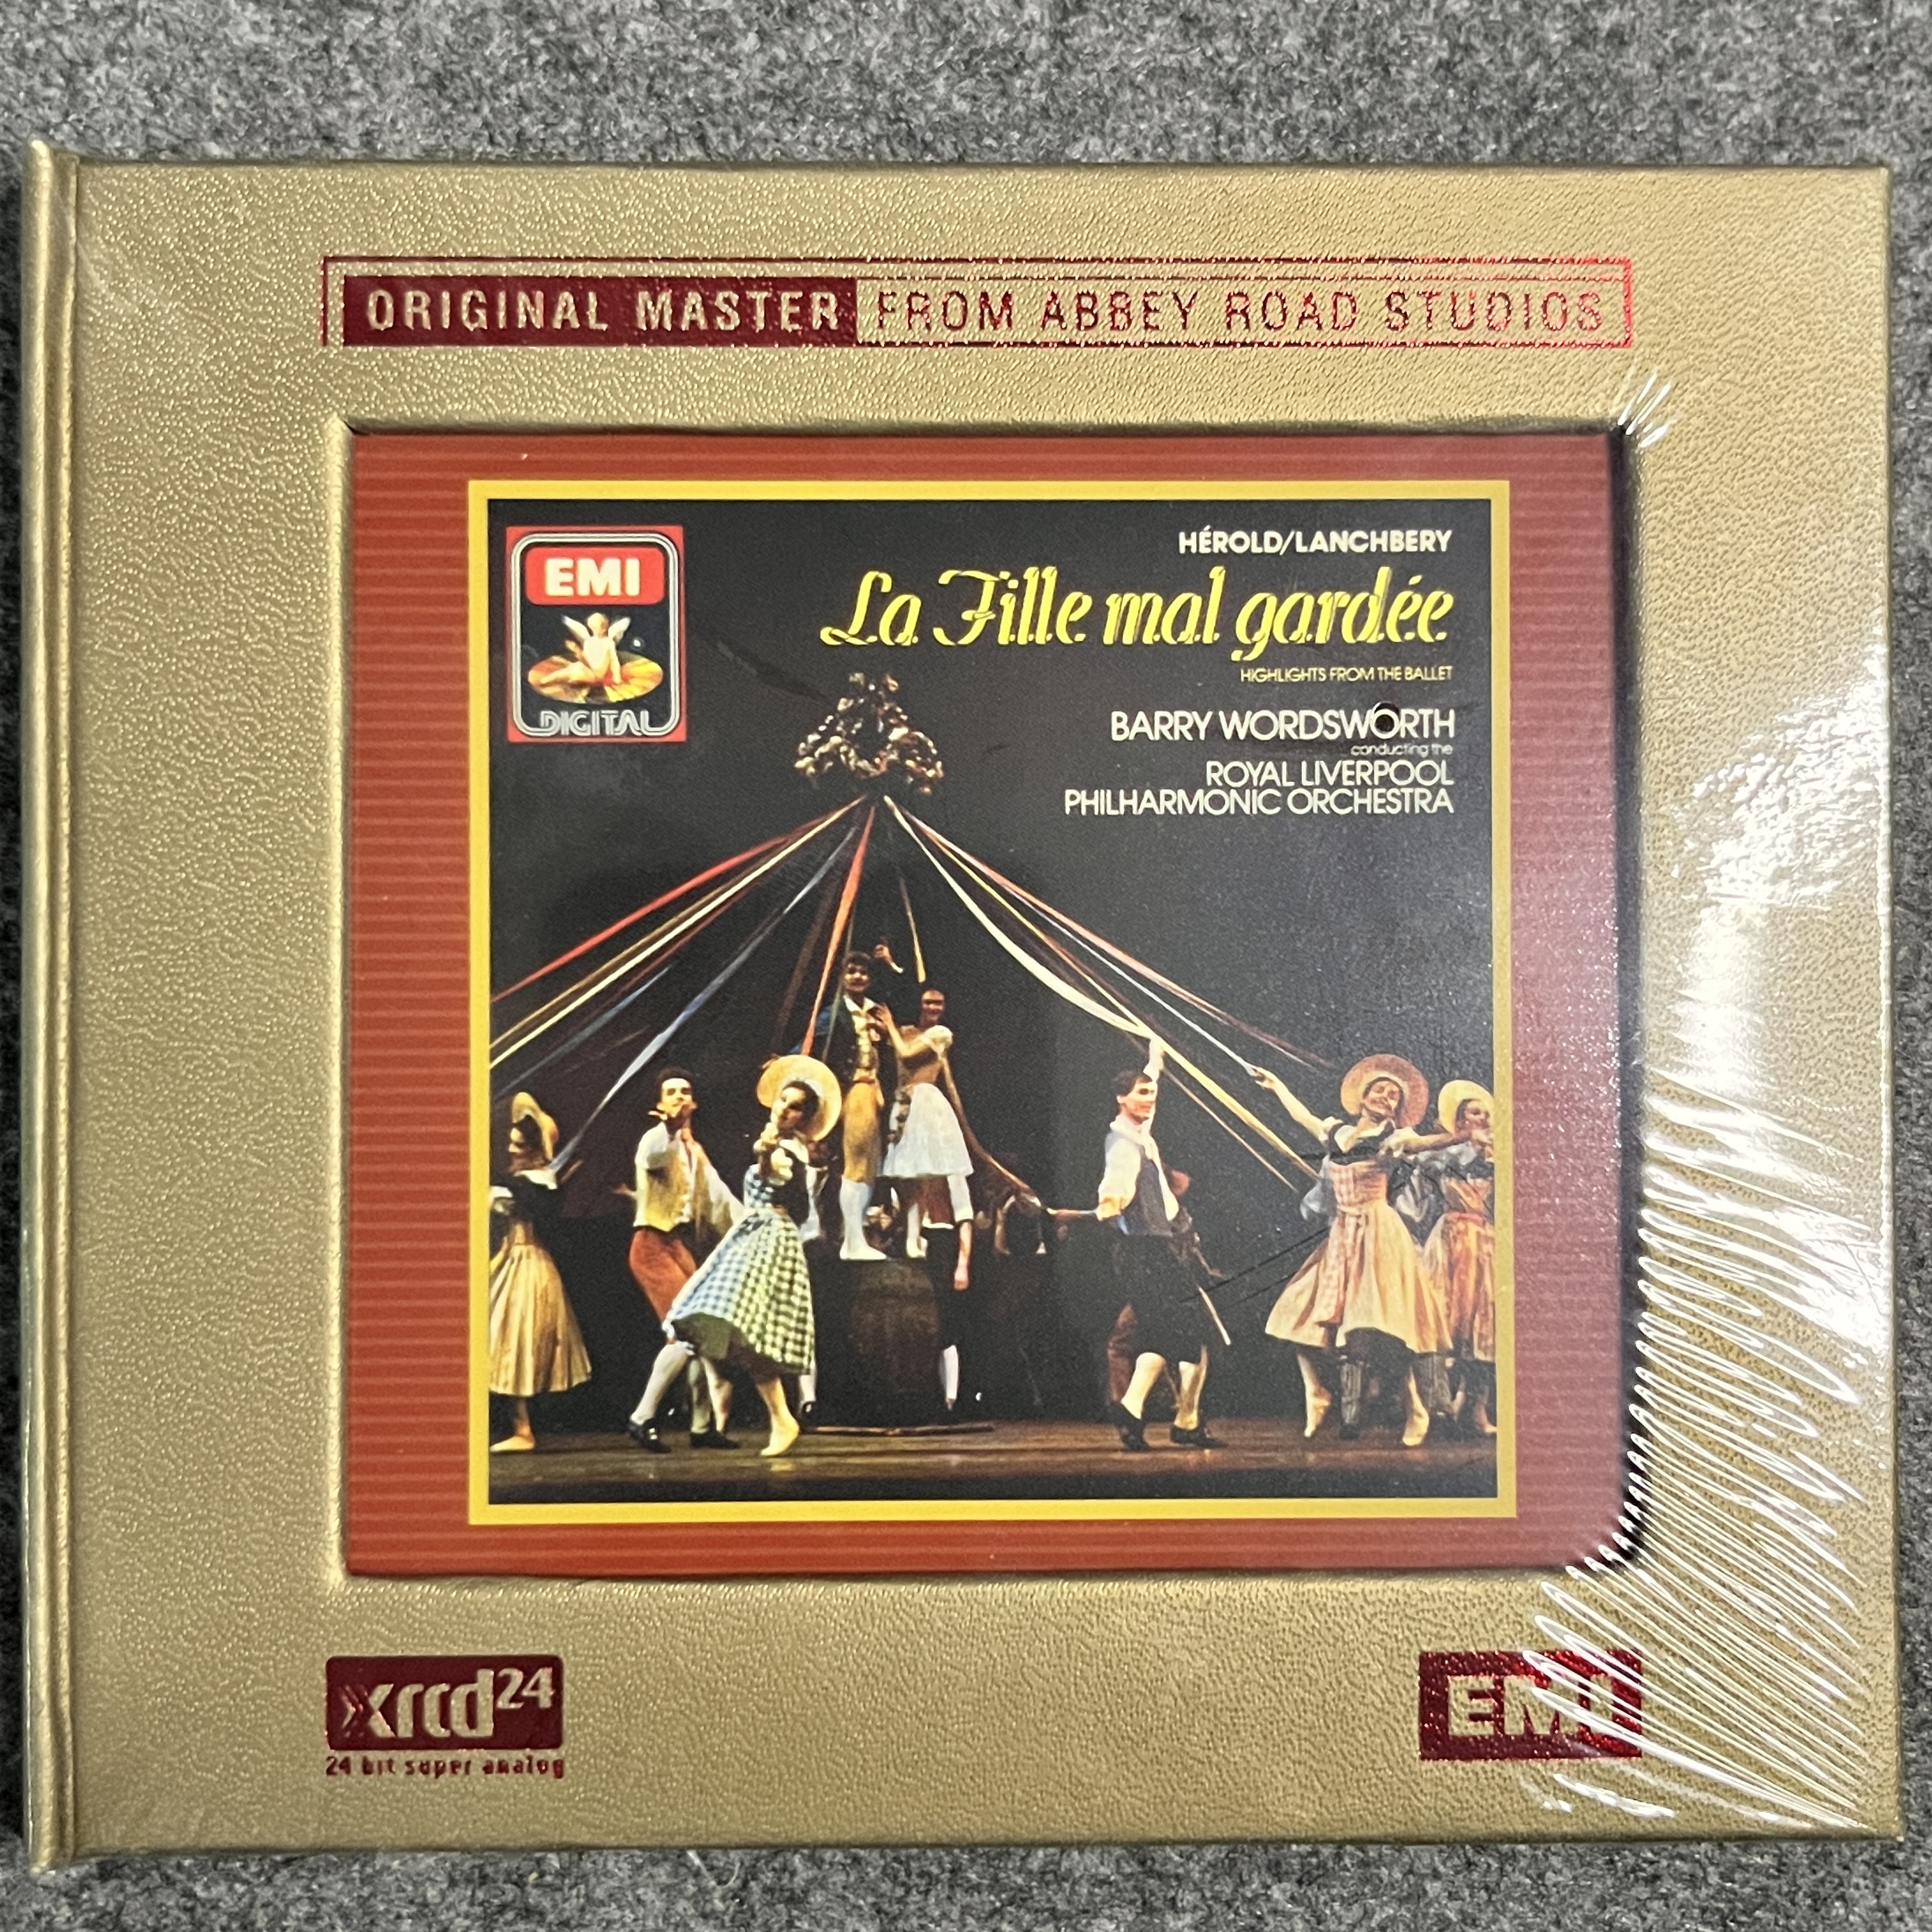 ORIGINAL MASTER FROM ABBEY ROAD STUDIOS
EMI
DIGITAL
HÉROLD/LANCHBERY
La Fille mal gardée
HIGHLIGHTS FROM THE BALLET
BARRY WORDSWORTH
conducting the
ROYAL LIVERPOOL
PHILHARMONIC ORCHESTRA
xrcd24
24 bit super analog
EMI